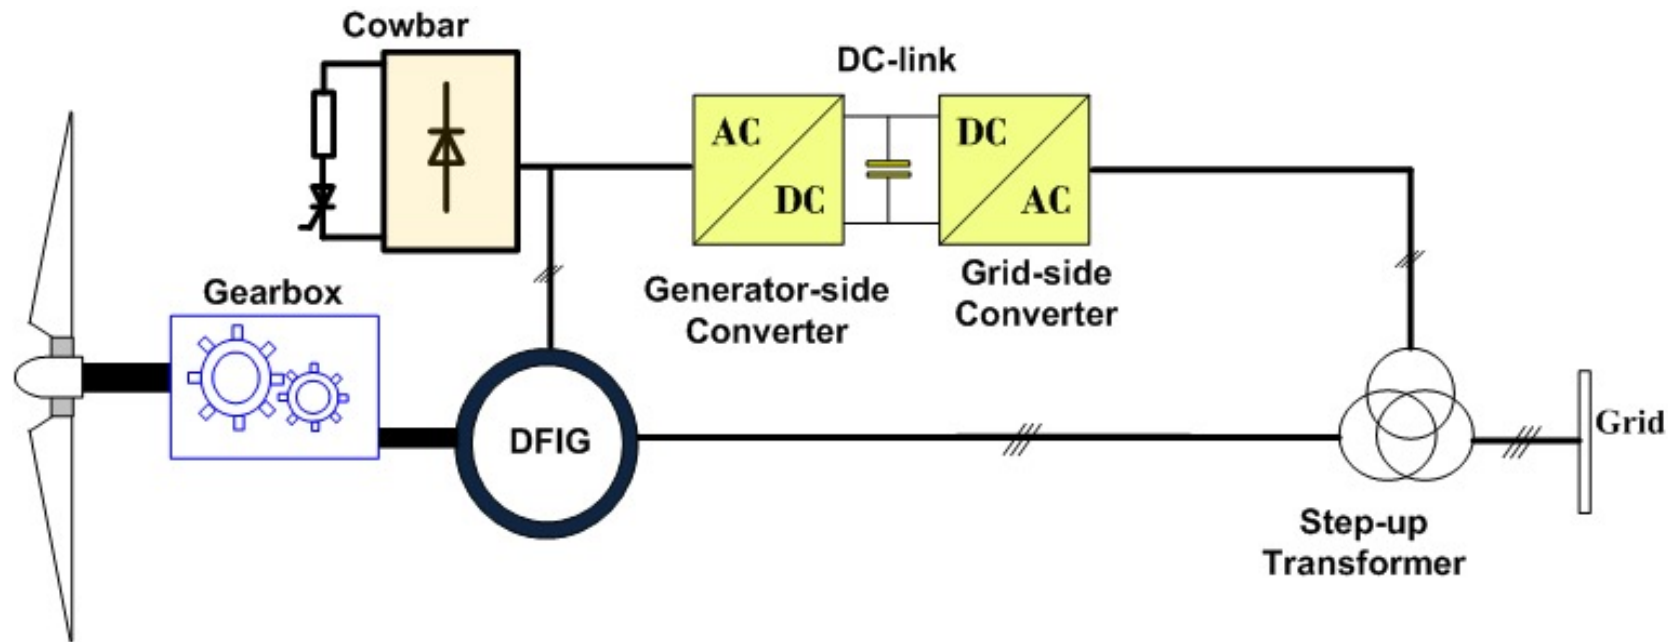 Cowbar
DC-link
AC
DC
DC
AC
Generator-side
Converter
Grid-side
Converter
Gearbox
DFIG
Grid
Step-up
Transformer